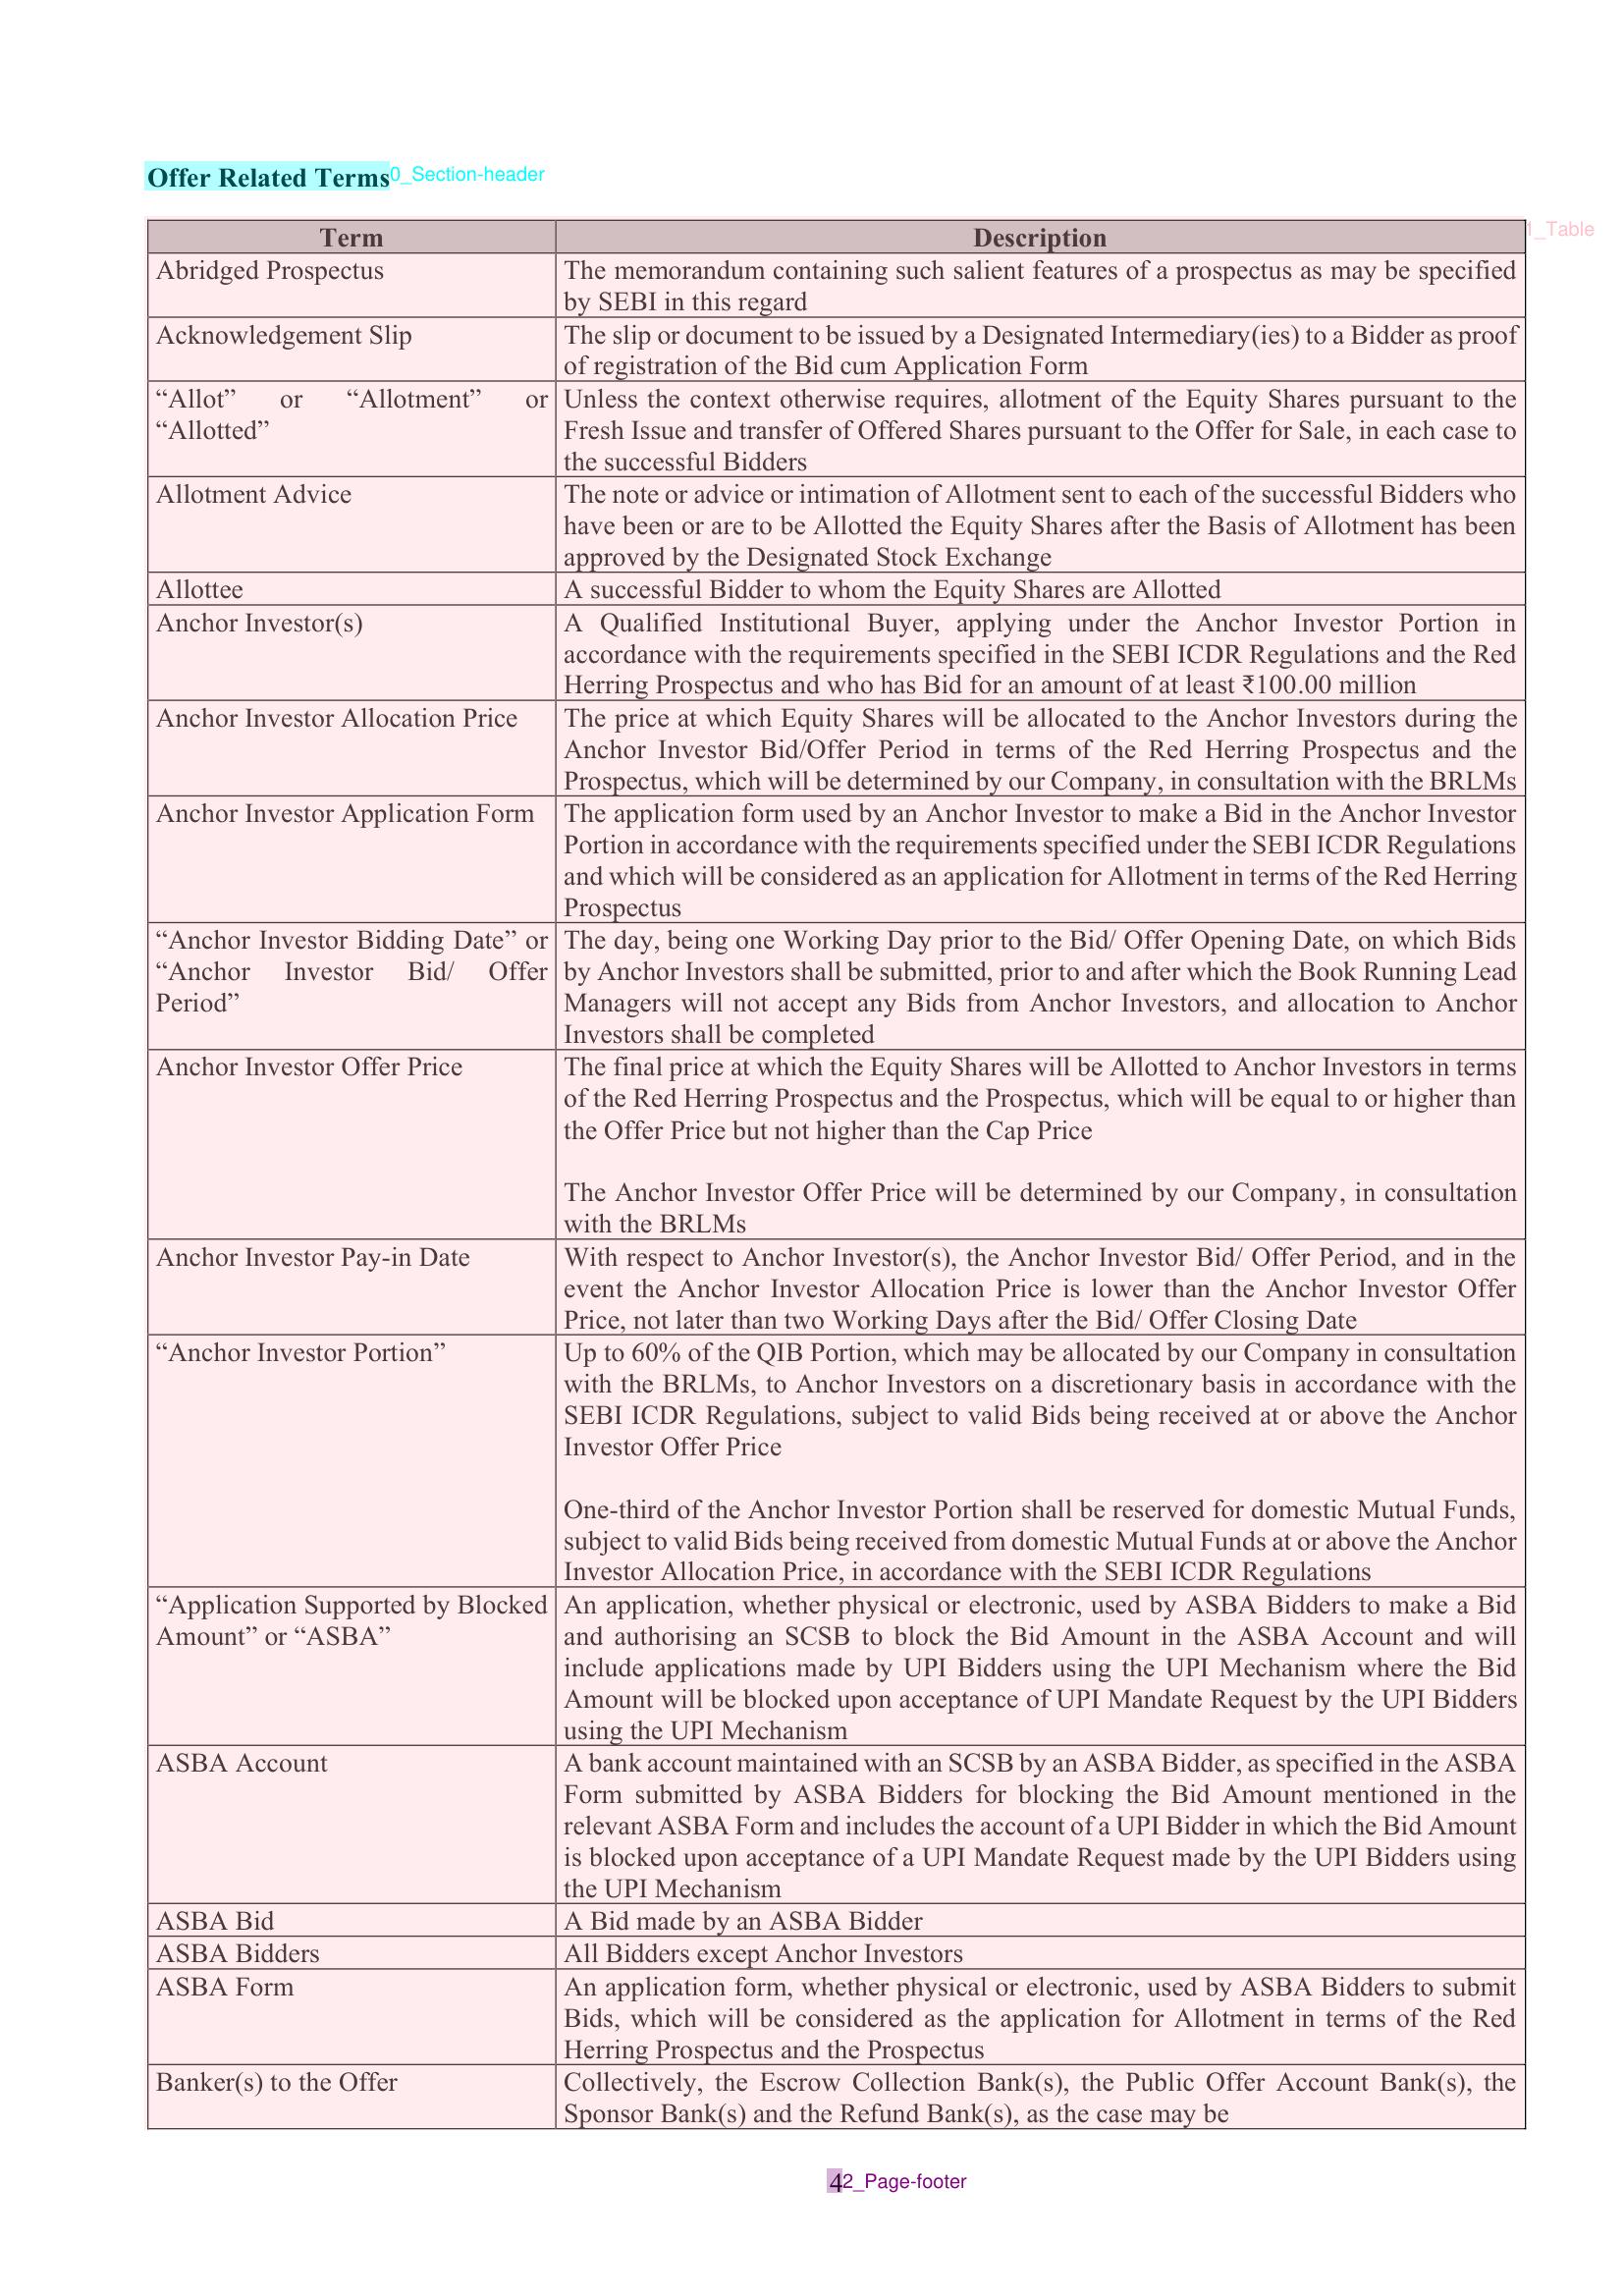 Offer Related Terms 0_Section-header
1_Table
Term Description
Abridged Prospectus The memorandum containing such salient features of a prospectus as may be specified
by SEBI in this regard
Acknowledgement Slip The slip or document to be issued by a Designated Intermediary(ies) to a Bidder as proof
of registration of the Bid cum Application Form
“Allot” or “Allotment” or
“Allotted”
Unless the context otherwise requires, allotment of the Equity Shares pursuant to the
Fresh Issue and transfer of Offered Shares pursuant to the Offer for Sale, in each case to
the successful Bidders
Allotment Advice The note or advice or intimation of Allotment sent to each of the successful Bidders who
have been or are to be Allotted the Equity Shares after the Basis of Allotment has been
approved by the Designated Stock Exchange
Allottee A successful Bidder to whom the Equity Shares are Allotted
Anchor Investor(s) A Qualified Institutional Buyer, applying under the Anchor Investor Portion in
accordance with the requirements specified in the SEBI ICDR Regulations and the Red
Herring Prospectus and who has Bid for an amount of at least ₹100.00 million
Anchor Investor Allocation Price The price at which Equity Shares will be allocated to the Anchor Investors during the
Anchor Investor Bid/Offer Period in terms of the Red Herring Prospectus and the
Prospectus, which will be determined by our Company, in consultation with the BRLMs
Anchor Investor Application Form The application form used by an Anchor Investor to make a Bid in the Anchor Investor
Portion in accordance with the requirements specified under the SEBI ICDR Regulations
and which will be considered as an application for Allotment in terms of the Red Herring
Prospectus
“Anchor Investor Bidding Date” or
“Anchor Investor Bid/ Offer
Period”
The day, being one Working Day prior to the Bid/ Offer Opening Date, on which Bids
by Anchor Investors shall be submitted, prior to and after which the Book Running Lead
Managers will not accept any Bids from Anchor Investors, and allocation to Anchor
Investors shall be completed
Anchor Investor Offer Price The final price at which the Equity Shares will be Allotted to Anchor Investors in terms
of the Red Herring Prospectus and the Prospectus, which will be equal to or higher than
the Offer Price but not higher than the Cap Price
The Anchor Investor Offer Price will be determined by our Company, in consultation
with the BRLMs
Anchor Investor Pay-in Date With respect to Anchor Investor(s), the Anchor Investor Bid/ Offer Period, and in the
event the Anchor Investor Allocation Price is lower than the Anchor Investor Offer
Price, not later than two Working Days after the Bid/ Offer Closing Date
“Anchor Investor Portion” Up to 60% of the QIB Portion, which may be allocated by our Company in consultation
with the BRLMs, to Anchor Investors on a discretionary basis in accordance with the
SEBI ICDR Regulations, subject to valid Bids being received at or above the Anchor
Investor Offer Price
One-third of the Anchor Investor Portion shall be reserved for domestic Mutual Funds,
subject to valid Bids being received from domestic Mutual Funds at or above the Anchor
Investor Allocation Price, in accordance with the SEBI ICDR Regulations
“Application Supported by Blocked
Amount” or “ASBA”
An application, whether physical or electronic, used by ASBA Bidders to make a Bid
and authorising an SCSB to block the Bid Amount in the ASBA Account and will
include applications made by UPI Bidders using the UPI Mechanism where the Bid
Amount will be blocked upon acceptance of UPI Mandate Request by the UPI Bidders
using the UPI Mechanism
ASBA Account A bank account maintained with an SCSB by an ASBA Bidder, as specified in the ASBA
Form submitted by ASBA Bidders for blocking the Bid Amount mentioned in the
relevant ASBA Form and includes the account of a UPI Bidder in which the Bid Amount
is blocked upon acceptance of a UPI Mandate Request made by the UPI Bidders using
the UPI Mechanism
ASBA Bid A Bid made by an ASBA Bidder
ASBA Bidders All Bidders except Anchor Investors
ASBA Form An application form, whether physical or electronic, used by ASBA Bidders to submit
Bids, which will be considered as the application for Allotment in terms of the Red
Herring Prospectus and the Prospectus
Banker(s) to the Offer Collectively, the Escrow Collection Bank(s), the Public Offer Account Bank(s), the
Sponsor Bank(s) and the Refund Bank(s), as the case may be
4 2_Page-footer